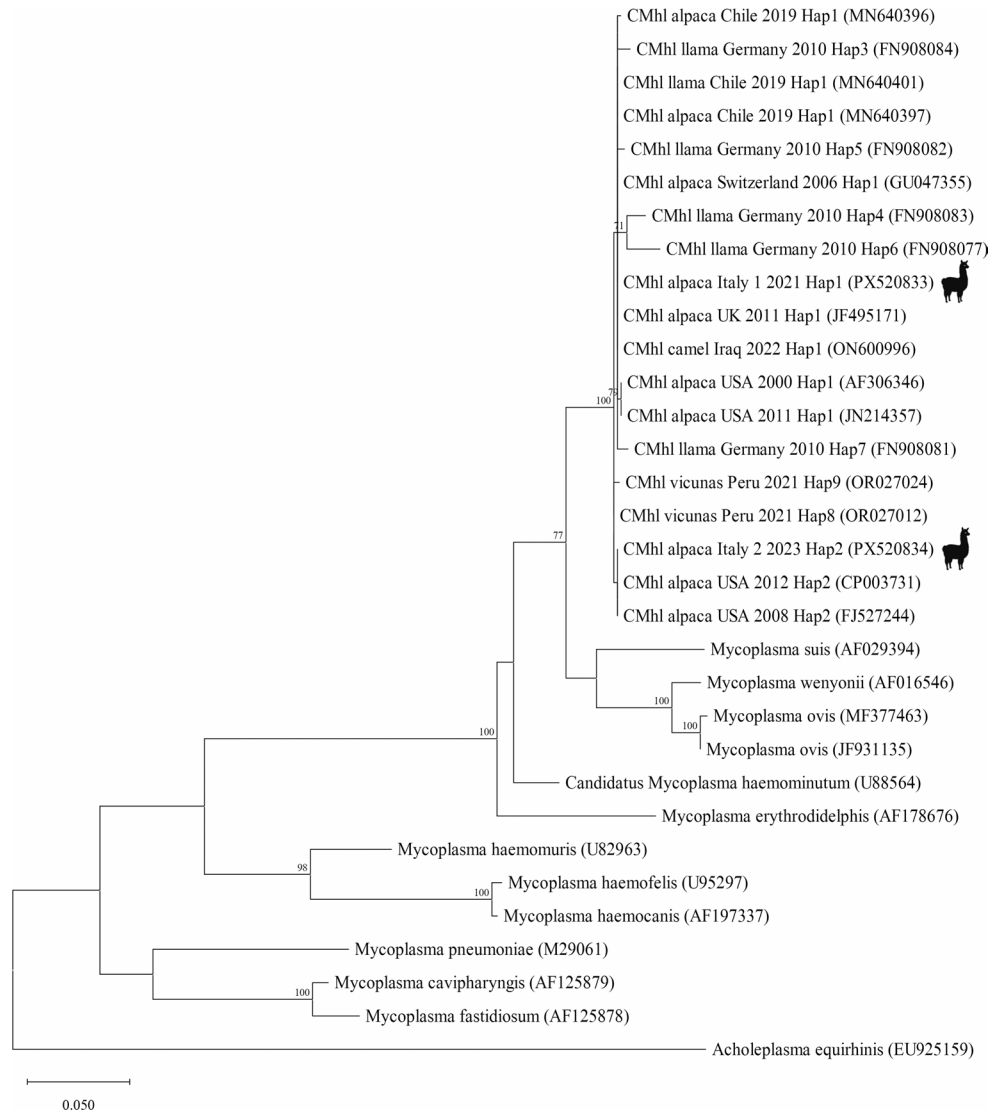 CMhl alpaca Chile 2019 Hap1 (MN640396)
CMhl llama Germany 2010 Hap3 (FN908084)
CMhl llama Chile 2019 Hap1 (MN640401)
CMhl alpaca Chile 2019 Hap1 (MN640397)
CMhl llama Germany 2010 Hap5 (FN908082)
CMhl alpaca Switzerland 2006 Hap1 (GU047355)
CMhl llama Germany 2010 Hap4 (FN908083)
71
CMhl llama Germany 2010 Hap6 (FN908077)
CMhl alpaca Italy 1 2021 Hap1 (PX520833)
CMhl alpaca UK 2011 Hap1 (JF495171)
CMhl camel Iraq 2022 Hap1 (ON600996)
CMhl alpaca USA 2000 Hap1 (AF306346)
100
CMhl alpaca USA 2011 Hap1 (JN214357)
CMhl llama Germany 2010 Hap7 (FN908081)
CMhl vicunas Peru 2021 Hap9 (OR027024)
CMhl vicunas Peru 2021 Hap8 (OR027012)
77
CMhl alpaca Italy 2 2023 Hap2 (PX520834)
CMhl alpaca USA 2012 Hap2 (CP003731)
CMhl alpaca USA 2008 Hap2 (FJ527244)
Mycoplasma suis (AF029394)
Mycoplasma wenyonii (AF016546)
100
Mycoplasma ovis (MF377463)
100
Mycoplasma ovis (JF931135)
100
Candidatus Mycoplasma haemominutum (U88564)
Mycoplasma erythrodidelphis (AF178676)
Mycoplasma haemomuris (U82963)
98
Mycoplasma haemofelis (U95297)
100
Mycoplasma haemocanis (AF197337)
Mycoplasma pneumoniae (M29061)
Mycoplasma cavipharyngis (AF125879)
100
Mycoplasma fastidiosum (AF125878)
Acholeplasma equirhinis (EU925159)
0.050